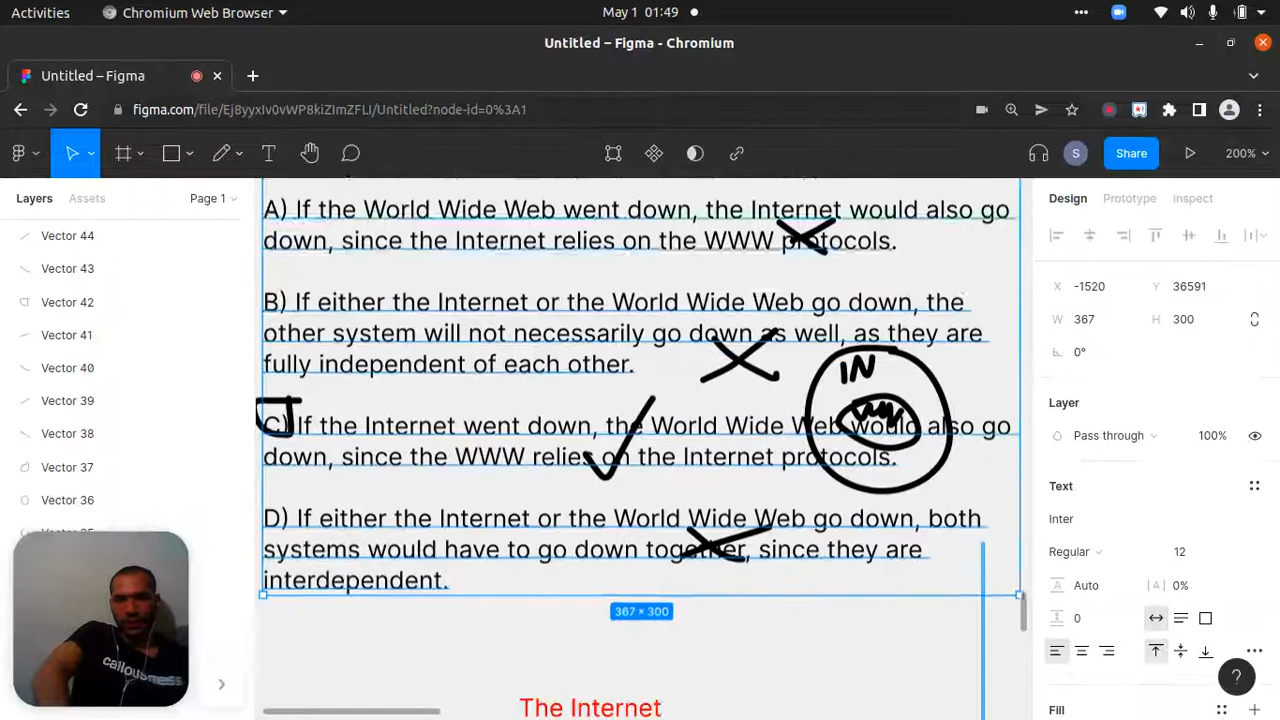 Activities
Chromium Web Browser
May 1 01:49
Untitled – Figma - Chromium
Untitled – Figma
figma.com/file/Ej8yyxIv0vWP8kiZImZFLI/Untitled?node-id=0%3A1
S
Share
200%
Layers
Assets
Page 1
Vector 44
Vector 43
Vector 42
Vector 41
Vector 40
Vector 39
Vector 38
Vector 37
Vector 36
callousness
A) If the World Wide Web went down, the Internet would also go
down, since the Internet relies on the WWW protocols.
B) If either the Internet or the World Wide Web go down, the
other system will not necessarily go down as well, as they are
fully independent of each other.
IN
C) If the Internet went down, the World Wide Web would also go
down, since the WWW relies on the Internet protocols.
D) If either the Internet or the World Wide Web go down, both
systems would have to go down together, since they are
interdependent.
367 × 300
The Internet
Design
Prototype
Inspect
X -1520
Y 36591
W 367
H 300
0°
Layer
Pass through
100%
Text
Inter
Regular
12
Auto
0%
0
?
Fill